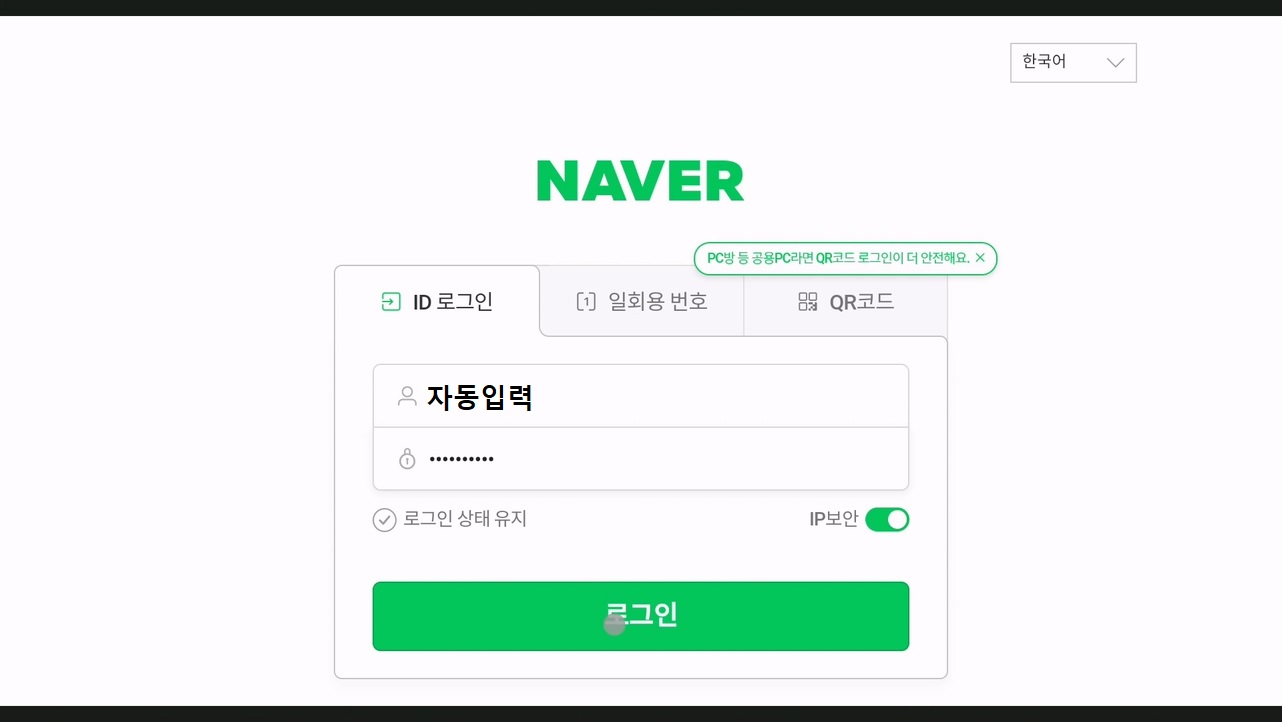 한국어
NAVER
PC방 등 공용PC라면 QR코드 로그인이 더 안전해요.
ID 로그인
1 일회용 번호
QR코드
자동입력
••••••••••
로그인 상태 유지
IP보안
로그인